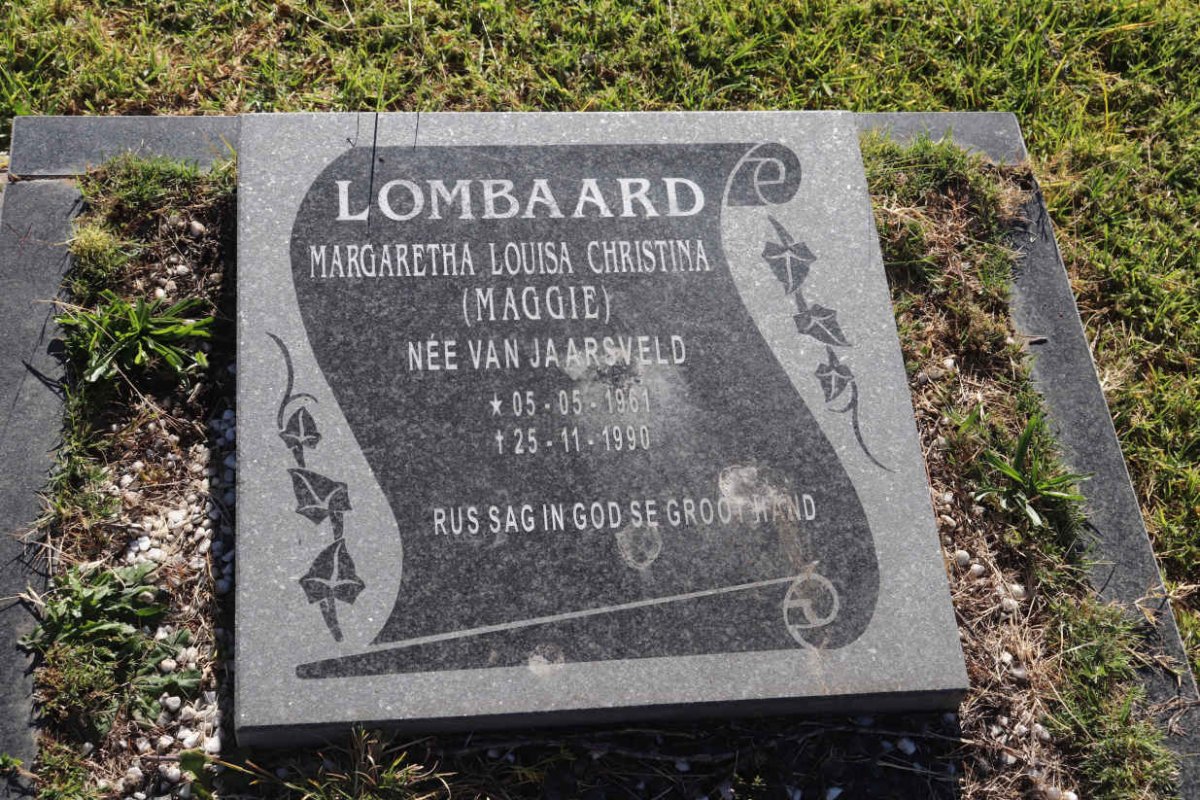 LOMBAARD
MARGARETHA LOUISA CHRISTINA
(MAGGIE)
NÉE VAN JAARSVELD
★ 05 - 05 - 1961
† 25 - 11 - 1990
RUS SAG IN GOD SE GROOT HAND